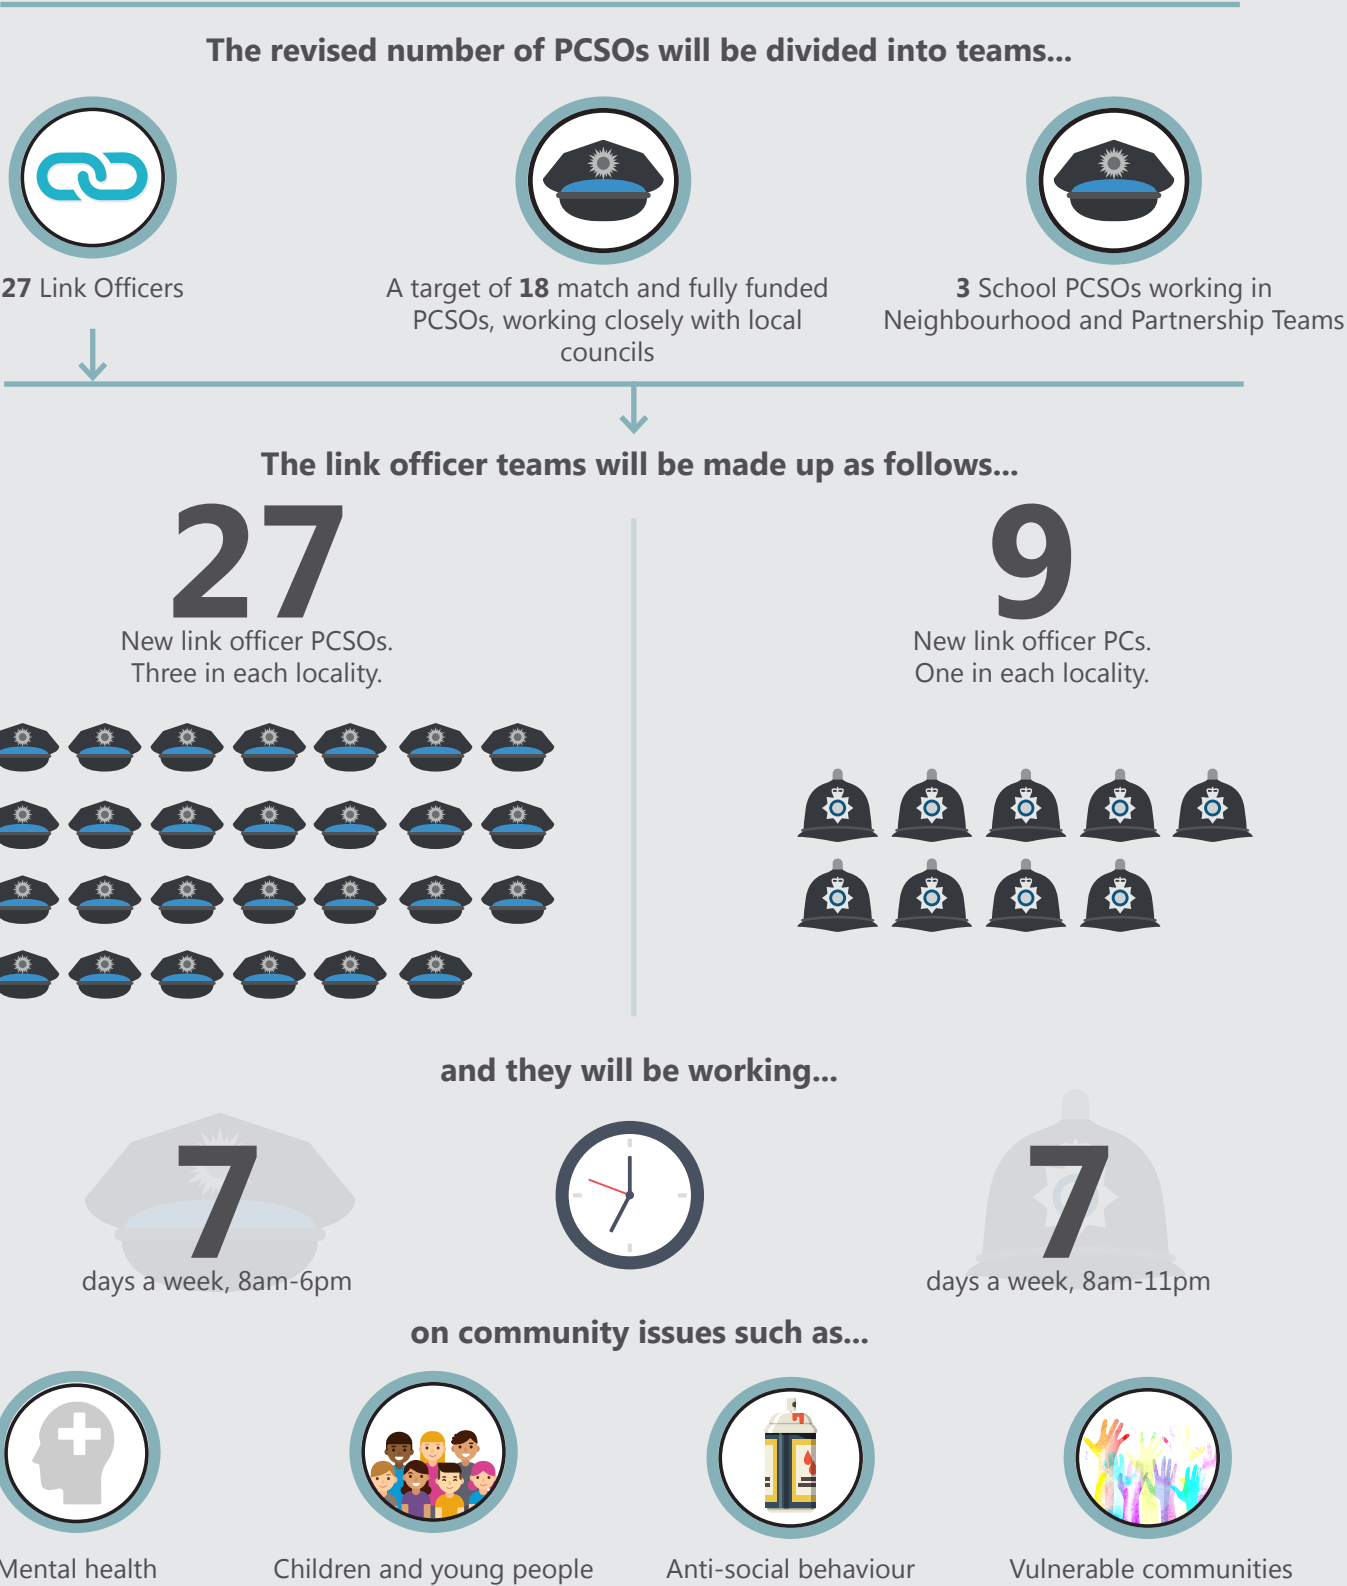 The revised number of PCSOs will be divided into teams...
27 Link Officers
A target of 18 match and fully funded
PCSOs, working closely with local
councils
3 School PCSOs working in
Neighbourhood and Partnership Teams
The link officer teams will be made up as follows...
27
New link officer PCSOs.
Three in each locality.
9
New link officer PCs.
One in each locality.
and they will be working...
7
days a week, 8am-6pm
7
days a week, 8am-11pm
on community issues such as...
Mental health
Children and young people
Anti-social behaviour
Vulnerable communities